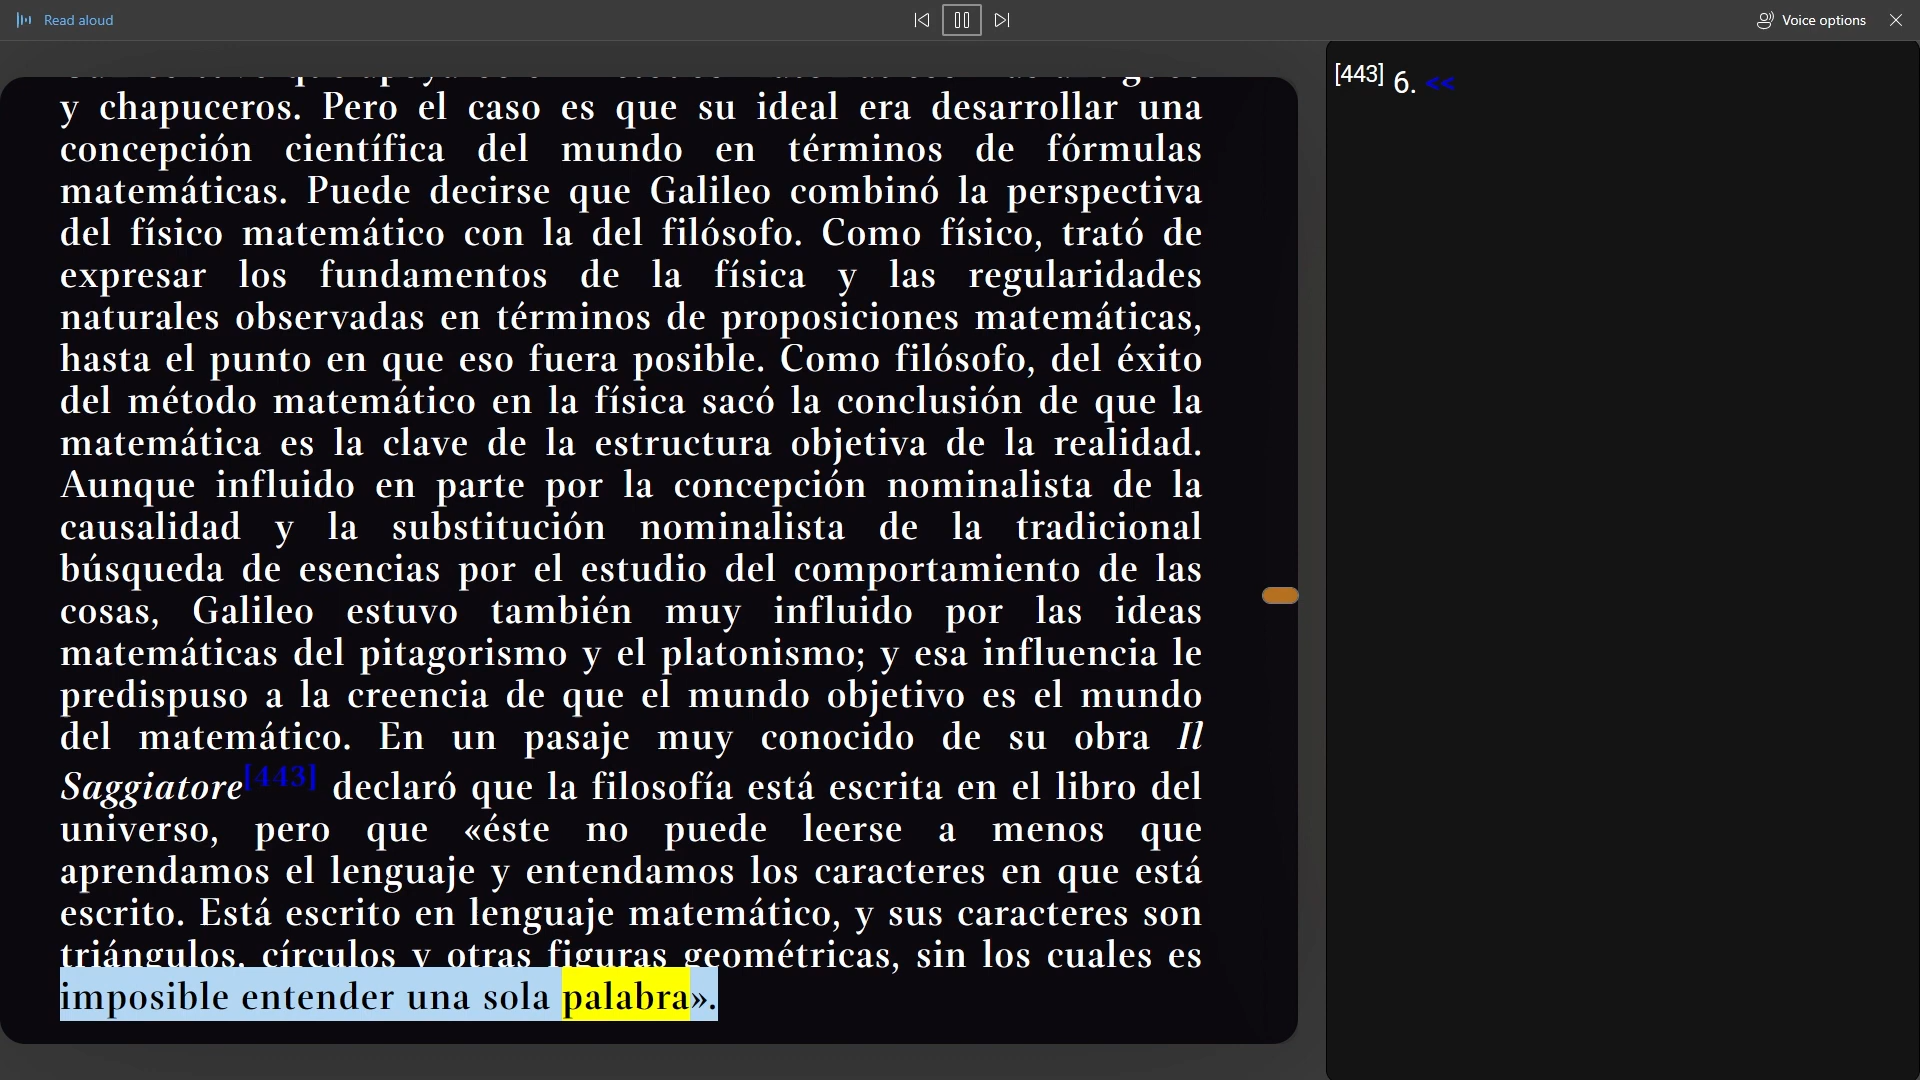 Read aloud
Voice options
y chapuceros. Pero el caso es que su ideal era desarrollar una
concepción científica del mundo en términos de fórmulas
matemáticas. Puede decirse que Galileo combinó la perspectiva
del físico matemático con la del filósofo. Como físico, trató de
expresar los fundamentos de la física y las regularidades
naturales observadas en términos de proposiciones matemáticas,
hasta el punto en que eso fuera posible. Como filósofo, del éxito
del método matemático en la física sacó la conclusión de que la
matemática es la clave de la estructura objetiva de la realidad.
Aunque influido en parte por la concepción nominalista de la
causalidad y la substitución nominalista de la tradicional
búsqueda de esencias por el estudio del comportamiento de las
cosas, Galileo estuvo también muy influido por las ideas
matemáticas del pitagorismo y el platonismo; y esa influencia le
predispuso a la creencia de que el mundo objetivo es el mundo
del matemático. En un pasaje muy conocido de su obra Il
Saggiatore[443] declaró que la filosofía está escrita en el libro del
universo, pero que «éste no puede leerse a menos que
aprendamos el lenguaje y entendamos los caracteres en que está
escrito. Está escrito en lenguaje matemático, y sus caracteres son
triángulos, círculos y otras figuras geométricas, sin los cuales es
imposible entender una sola palabra».
[443] 6. <<